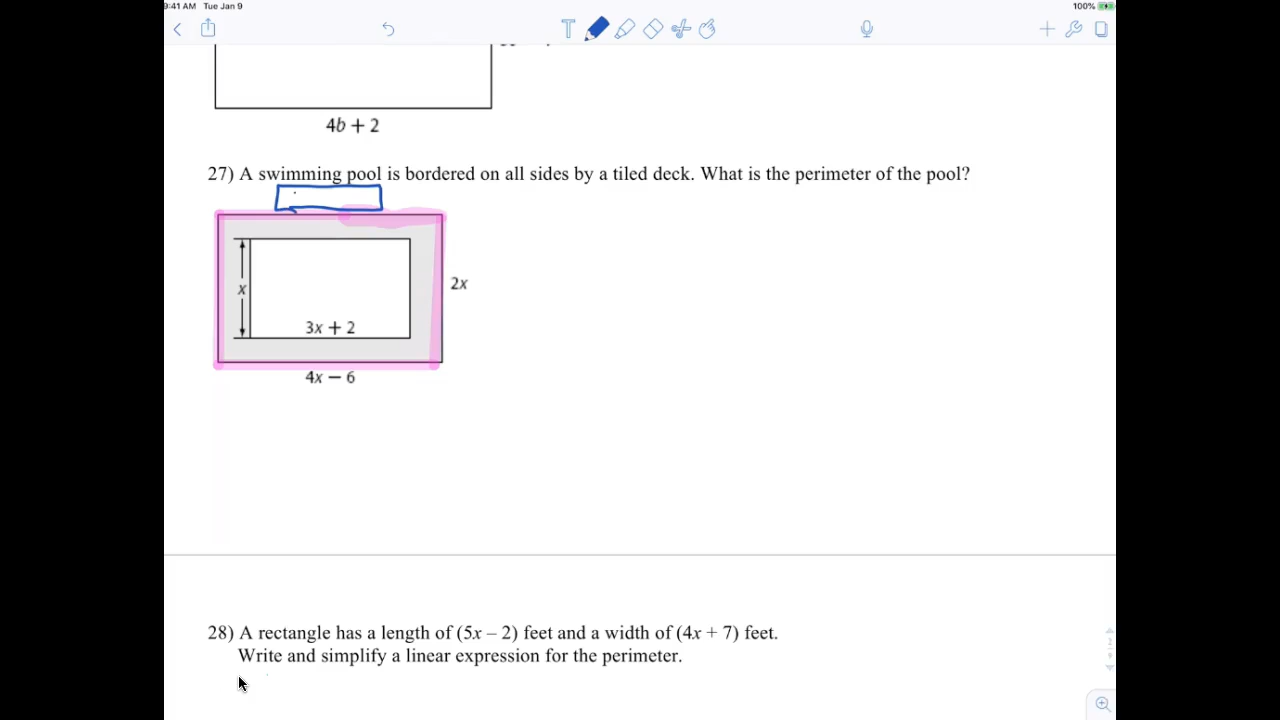 9:41 AM Tue Jan 9
100%
T
4b + 2
27) A swimming pool is bordered on all sides by a tiled deck. What is the perimeter of the pool?
x
2x
3x + 2
4x − 6
28) A rectangle has a length of (5x – 2) feet and a width of (4x + 7) feet.
Write and simplify a linear expression for the perimeter.